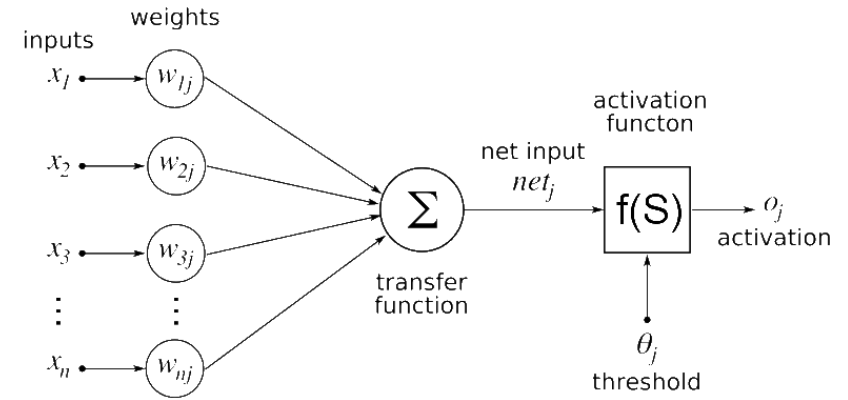 weights
inputs
x1
w1j
x2
w2j
x3
w3j
⋮ ⋮
xn
wnj
Σ
transfer
function
net input
netj
activation
functon
f(S)
oj
activation
θj
threshold